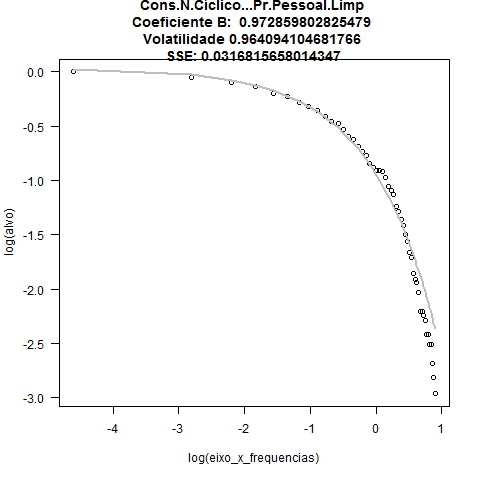 Cons.N.Ciclico...Pr.Pessoal.Limp
Coeficiente B:  0.972859802825479
Volatilidade 0.964094104681766
SSE: 0.0316815658014347
0.0
-0.5
-1.0
-1.5
-2.0
-2.5
-3.0
log(alvo)
-4
-3
-2
-1
0
1
log(eixo_x_frequencias)